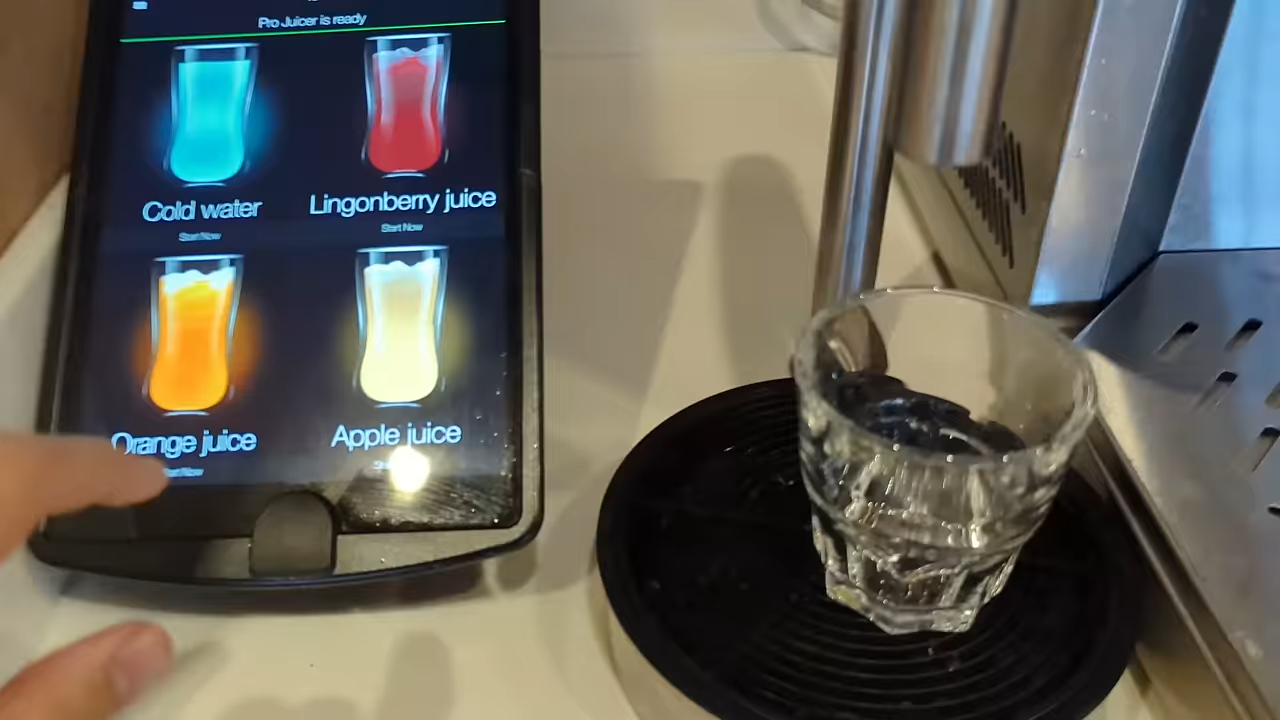 Pro Juicer is ready
Cold water
Lingonberry juice
Start Now
Start Now
Orange juice
Apple juice